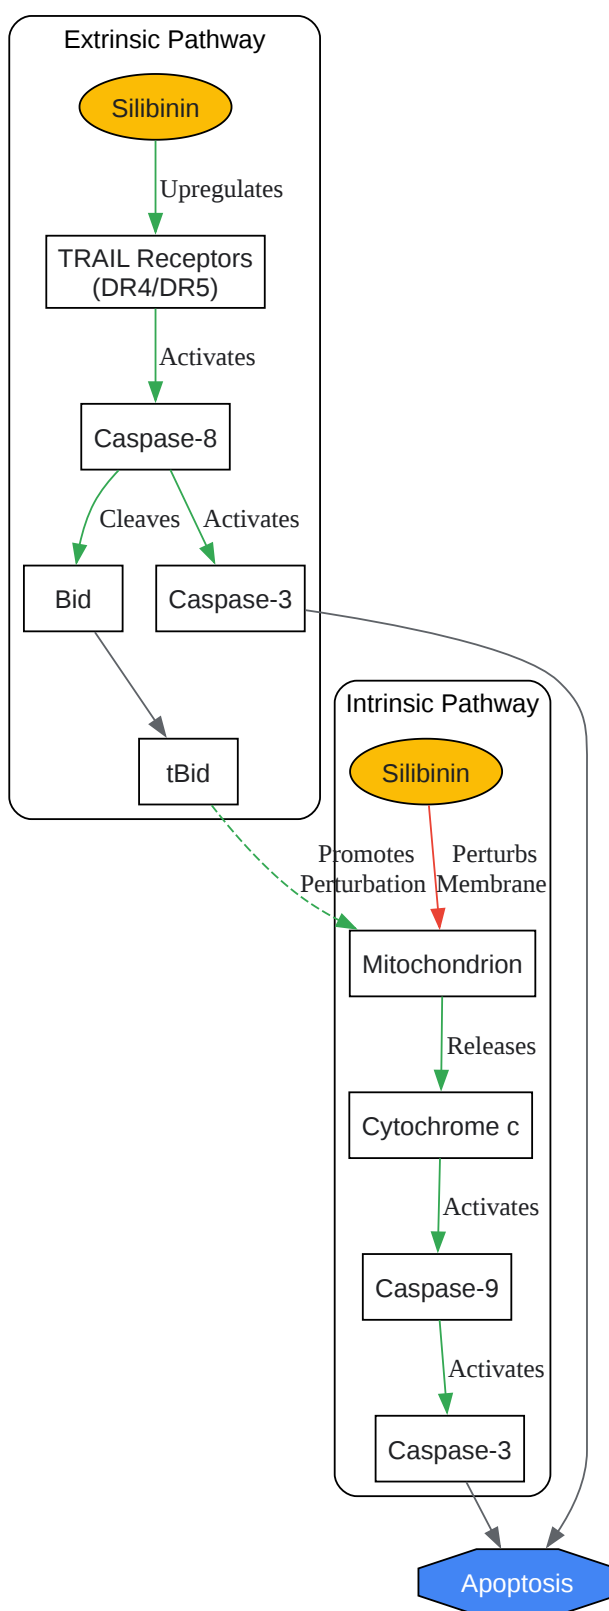 Extrinsic Pathway
Silibinin
Upregulates
TRAIL Receptors
(DR4/DR5)
Activates
Caspase-8
Cleaves
Activates
Bid
Caspase-3
tBid
Intrinsic Pathway
Silibinin
Promotes
Perturbation
Perturbs
Membrane
Mitochondrion
Releases
Cytochrome c
Activates
Caspase-9
Activates
Caspase-3
Apoptosis